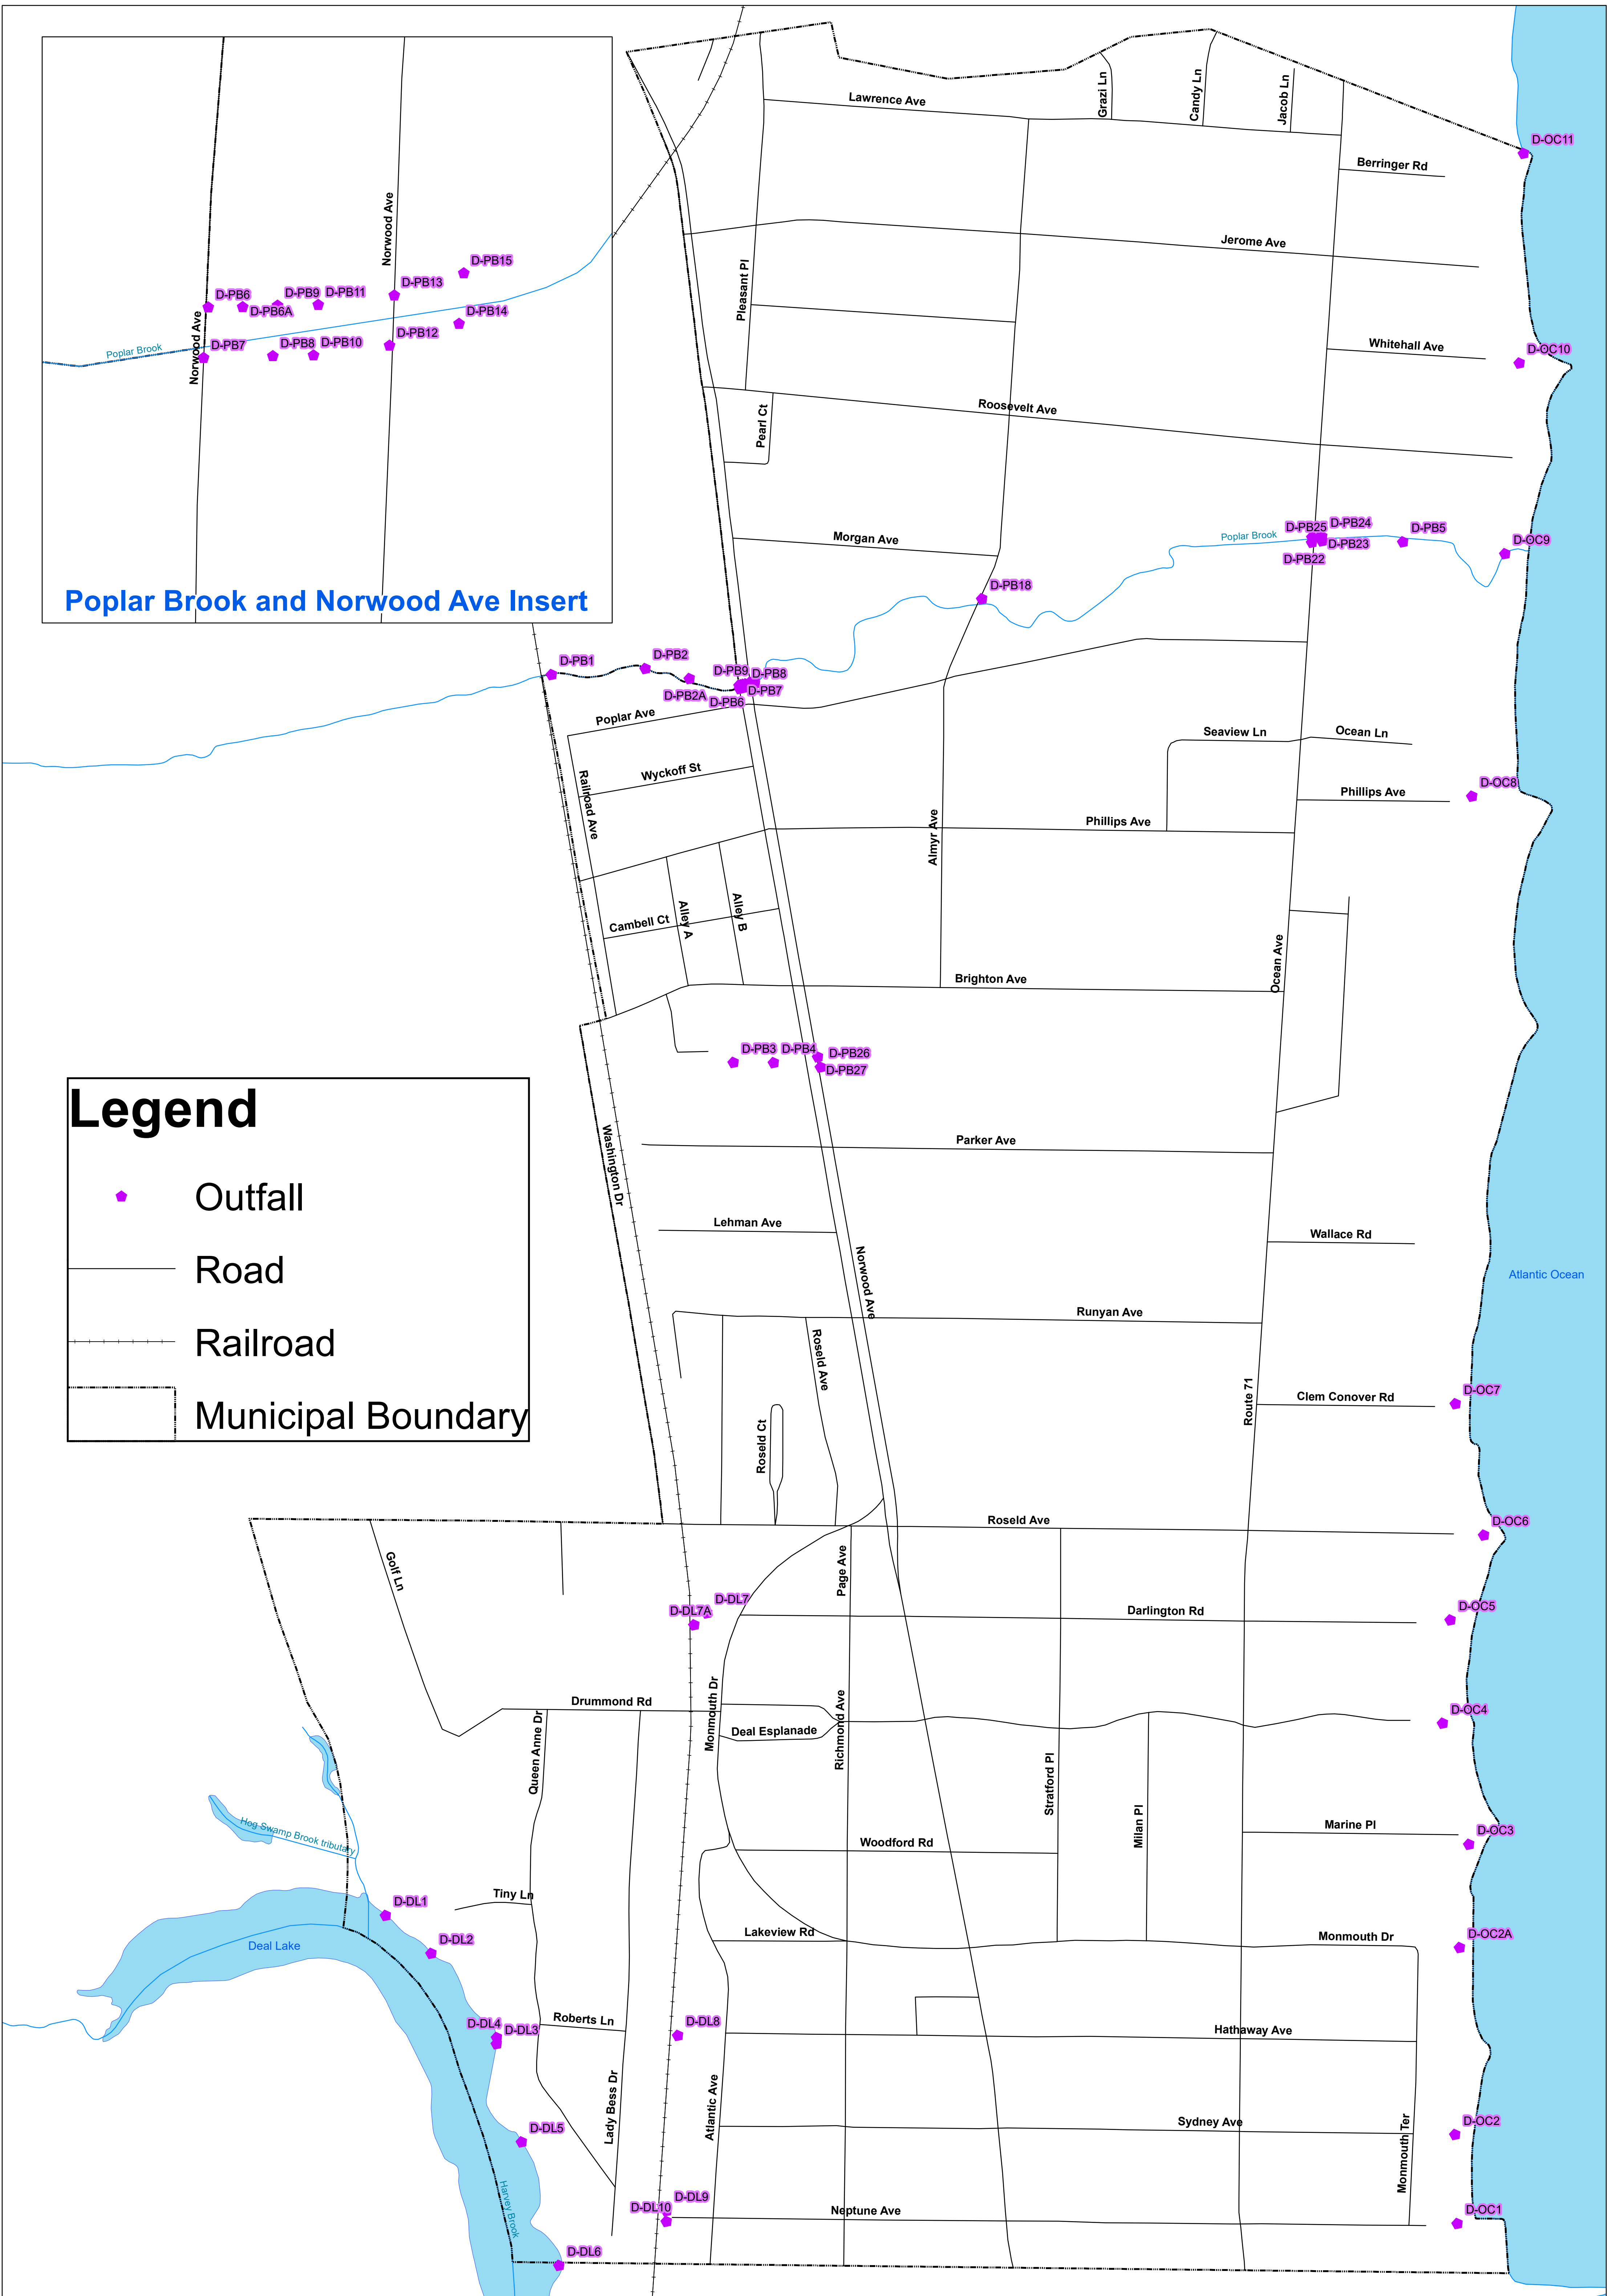 Lawrence Ave
Grazi Ln
Candy Ln
Jacob Ln
D-OC11
Berringer Rd
Norwood Ave
Jerome Ave
D-PB15
Pleasant Pl
D-PB13
D-PB6
D-PB9
D-PB11
D-PB6A
D-PB14
Norwood Ave
D-PB12
Poplar Brook
D-PB7
D-PB8
D-PB10
Whitehall Ave
D-OC10
Roosevelt Ave
Pearl Ct
Poplar Brook and Norwood Ave Insert
Morgan Ave
Poplar Brook
D-PB25
D-PB24
D-PB5
D-PB23
D-PB22
D-OC9
D-PB18
D-PB1
D-PB2
D-PB9
D-PB8
D-PB2A
D-PB7
D-PB6
Poplar Ave
Seaview Ln
Ocean Ln
Wyckoff St
Railroad Ave
D-OC8
Phillips Ave
Phillips Ave
Almyr Ave
Alley A
Alley B
Cambell Ct
Ocean Ave
Brighton Ave
D-PB3
D-PB4
D-PB26
D-PB27
Legend
Outfall
Road
Railroad
Municipal Boundary
Washington Dr
Parker Ave
Lehman Ave
Wallace Rd
Norwood Ave
Atlantic Ocean
Runyan Ave
Roseld Ave
Route 71
Clem Conover Rd
D-OC7
Roseld Ct
Roseld Ave
D-OC6
Golf Ln
Page Ave
D-DL7
D-DL7A
Darlington Rd
D-OC5
Drummond Rd
Monmouth Dr
Deal Esplanade
Richmond Ave
Queen Anne Dr
D-OC4
Stratford Pl
Milan Pl
Hog Swamp Brook tributary
Marine Pl
D-OC3
Woodford Rd
Tiny Ln
D-DL1
Lakeview Rd
Monmouth Dr
D-OC2A
Deal Lake
D-DL2
D-DL4
D-DL3
Roberts Ln
D-DL8
Hathaway Ave
Lady Bess Dr
Atlantic Ave
D-DL5
Sydney Ave
D-OC2
Monmouth Ter
Harvey Brook
D-DL9
D-DL10
Neptune Ave
D-OC1
D-DL6